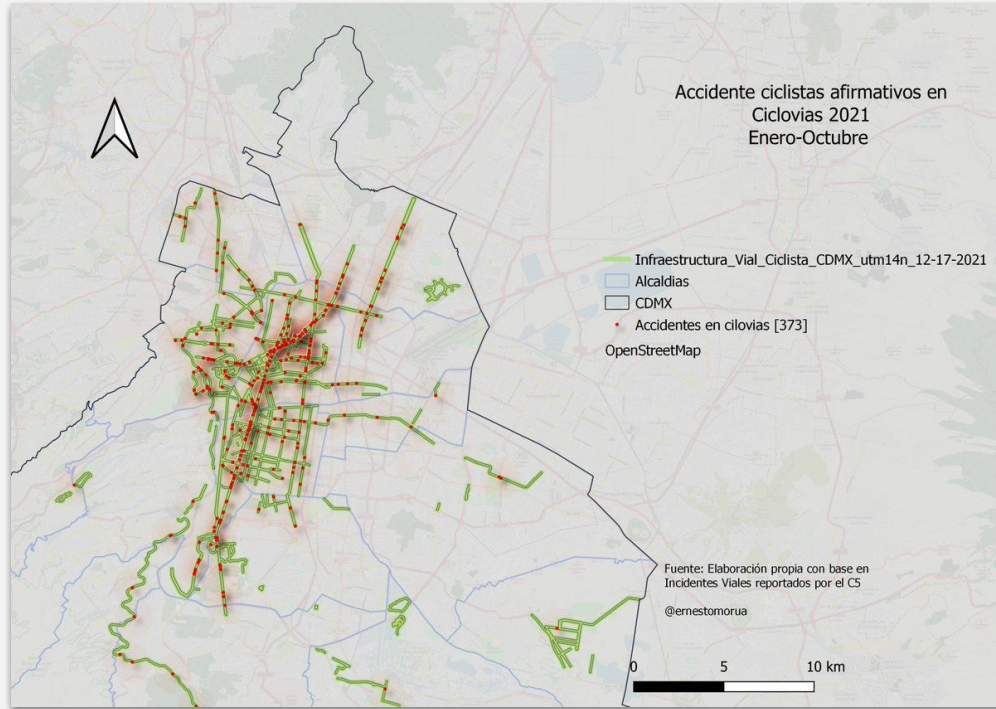 Accidente ciclistas afirmativos en
Ciclovias 2021
Enero-Octubre
Infraestructura_Vial_Ciclista_CDMX_utm14n_12-17-2021
Alcaldias
CDMX
Accidentes en cilovias [373]
OpenStreetMap
Fuente: Elaboración propia con base en
Incidentes Viales reportados por el C5
@ernestomorua
0 5 10 km